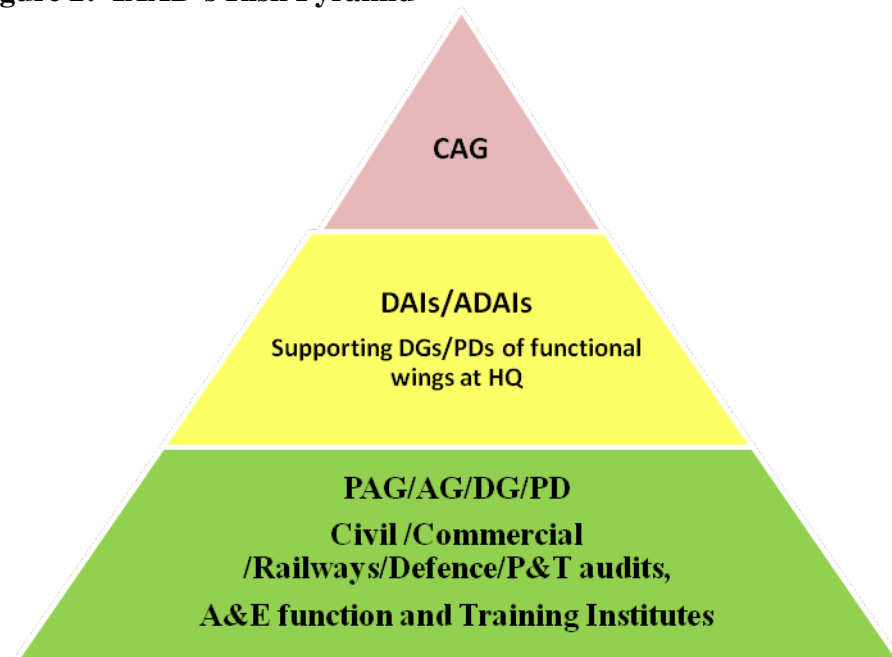 CAG
DAIs/ADAIs
Supporting DGs/PDs of functional
wings at HQ
PAG/AG/DG/PD
Civil /Commercial
/Railways/Defence/P&T audits,
A&E function and Training Institutes